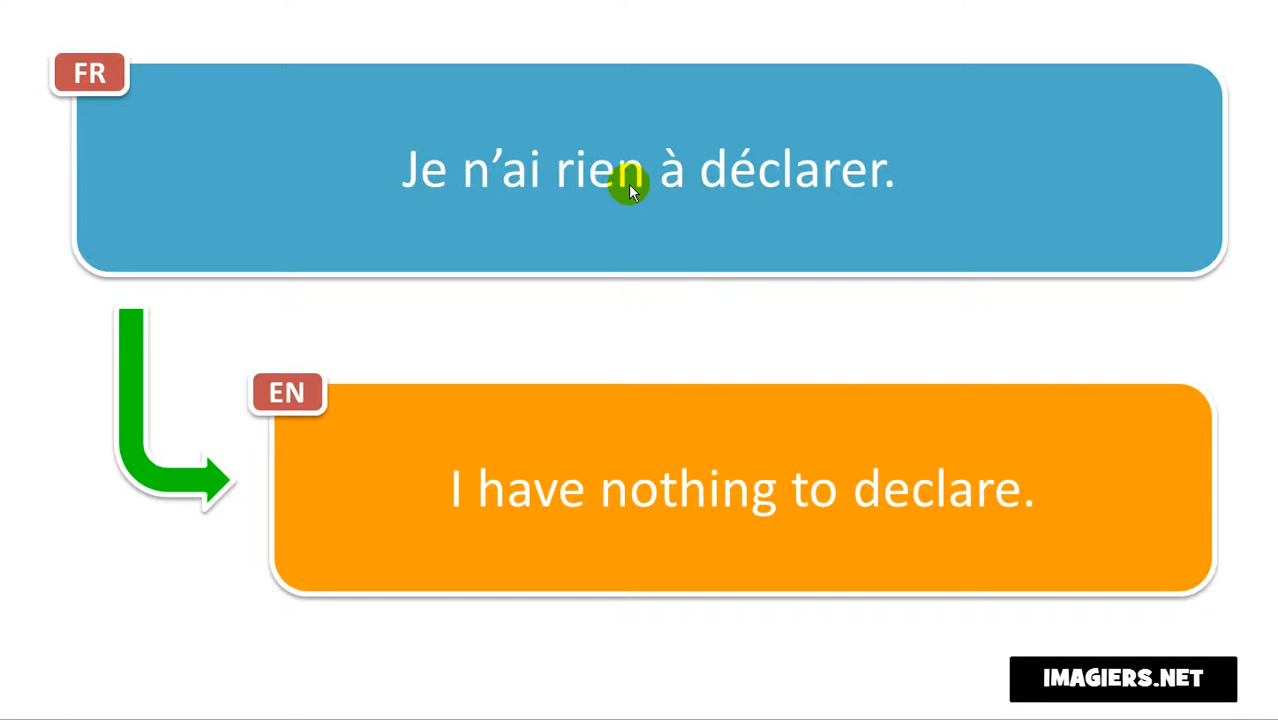 FR
Je n’ai rien à déclarer.
EN
I have nothing to declare.
IMAGIERS.NET